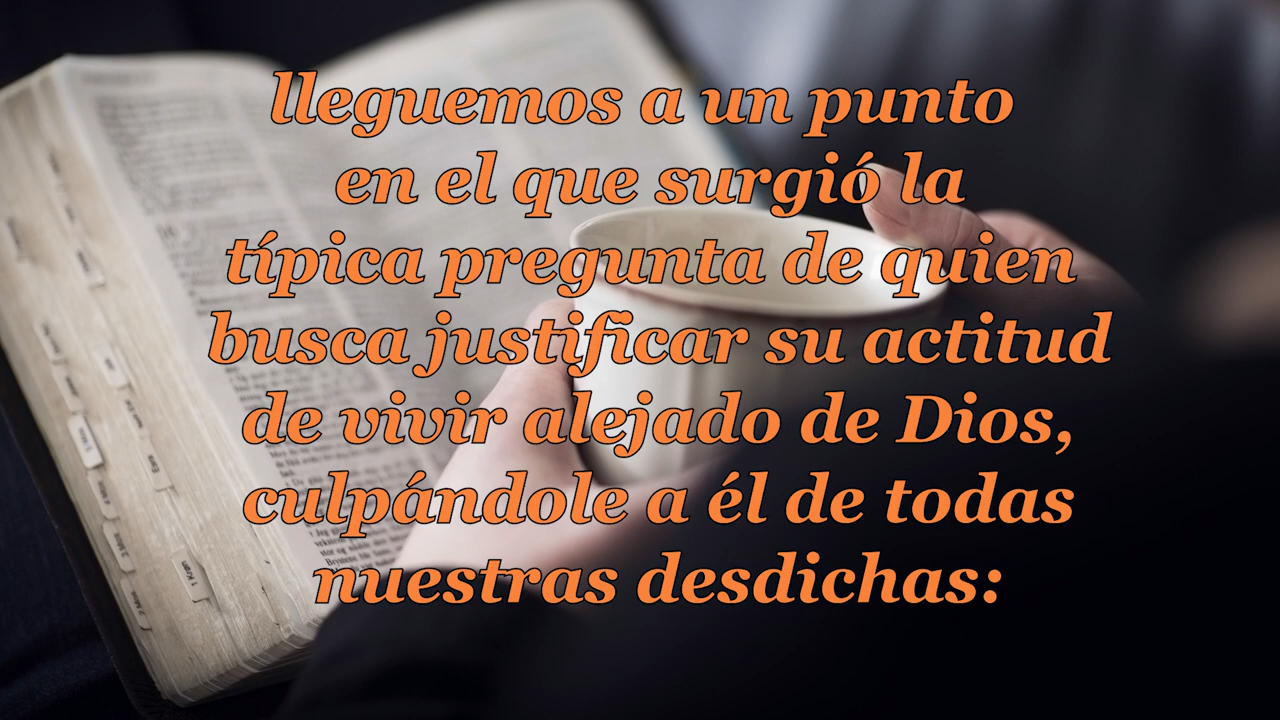 lleguemos a un punto
en el que surgió la
típica pregunta de quien
busca justificar su actitud
de vivir alejado de Dios,
culpándole a él de todas
nuestras desdichas: